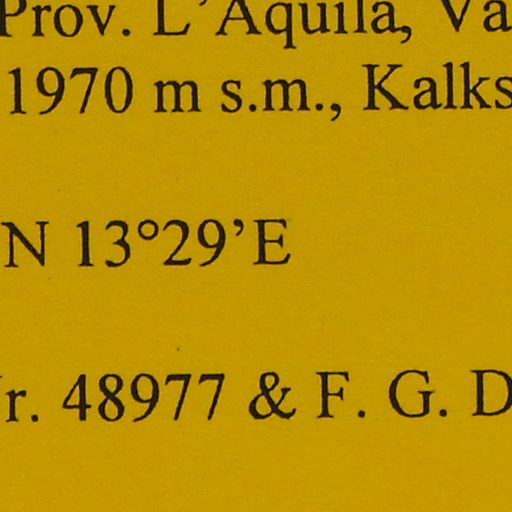 Prov. L'Aquila, Va
1970 m s.m., Kalks
N 13°29'E
r. 48977 & F. G. D